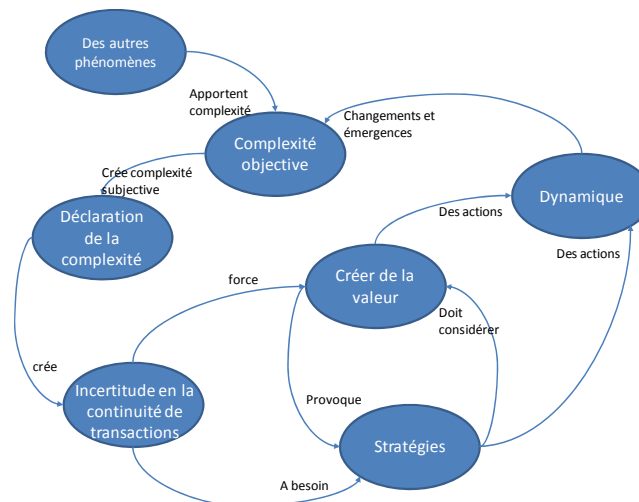 Des autres
phénomènes
Apportent
complexité
Changements et
émergences
Complexité
objective
Crée complexité
subjective
Dynamique
Déclaration
de la
complexité
Des actions
Des actions
force
Créer de la
valeur
Doit
considérer
crée
Incertitude en la
continuité de
transactions
Provoque
Stratégies
A besoin